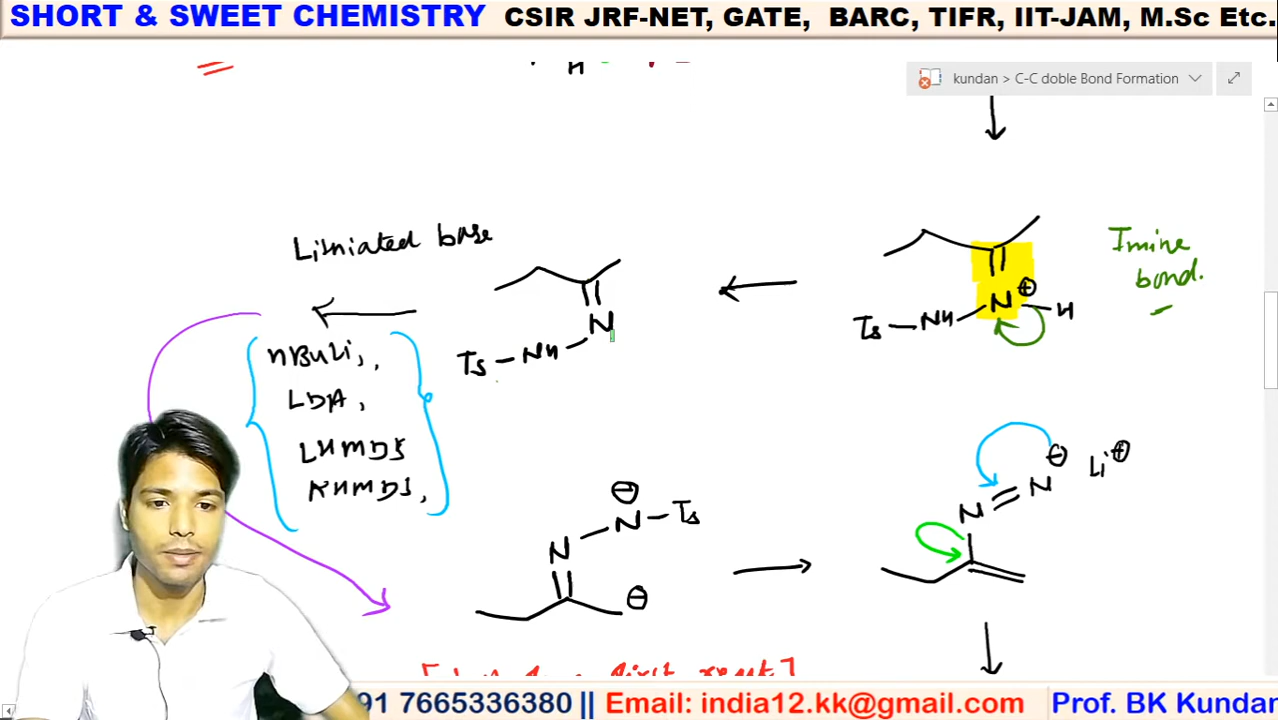 SHORT & SWEET CHEMISTRY CSIR JRF-NET, GATE, BARC, TIFR, IIT-JAM, M.Sc Etc.
kundan > C-C doble Bond Formation
H
Limiated base
nBuLi,,
LDA,
LHMDS
KHMDS,
N
Ts-NH
N ⊕
Ts-NH H
Imine
bond.
⊖
N-Ts
N
⊖
⊖ Li⊕
N=N
first
91 7665336380 || Email: india12.kk@gmail.com Prof. BK Kundan